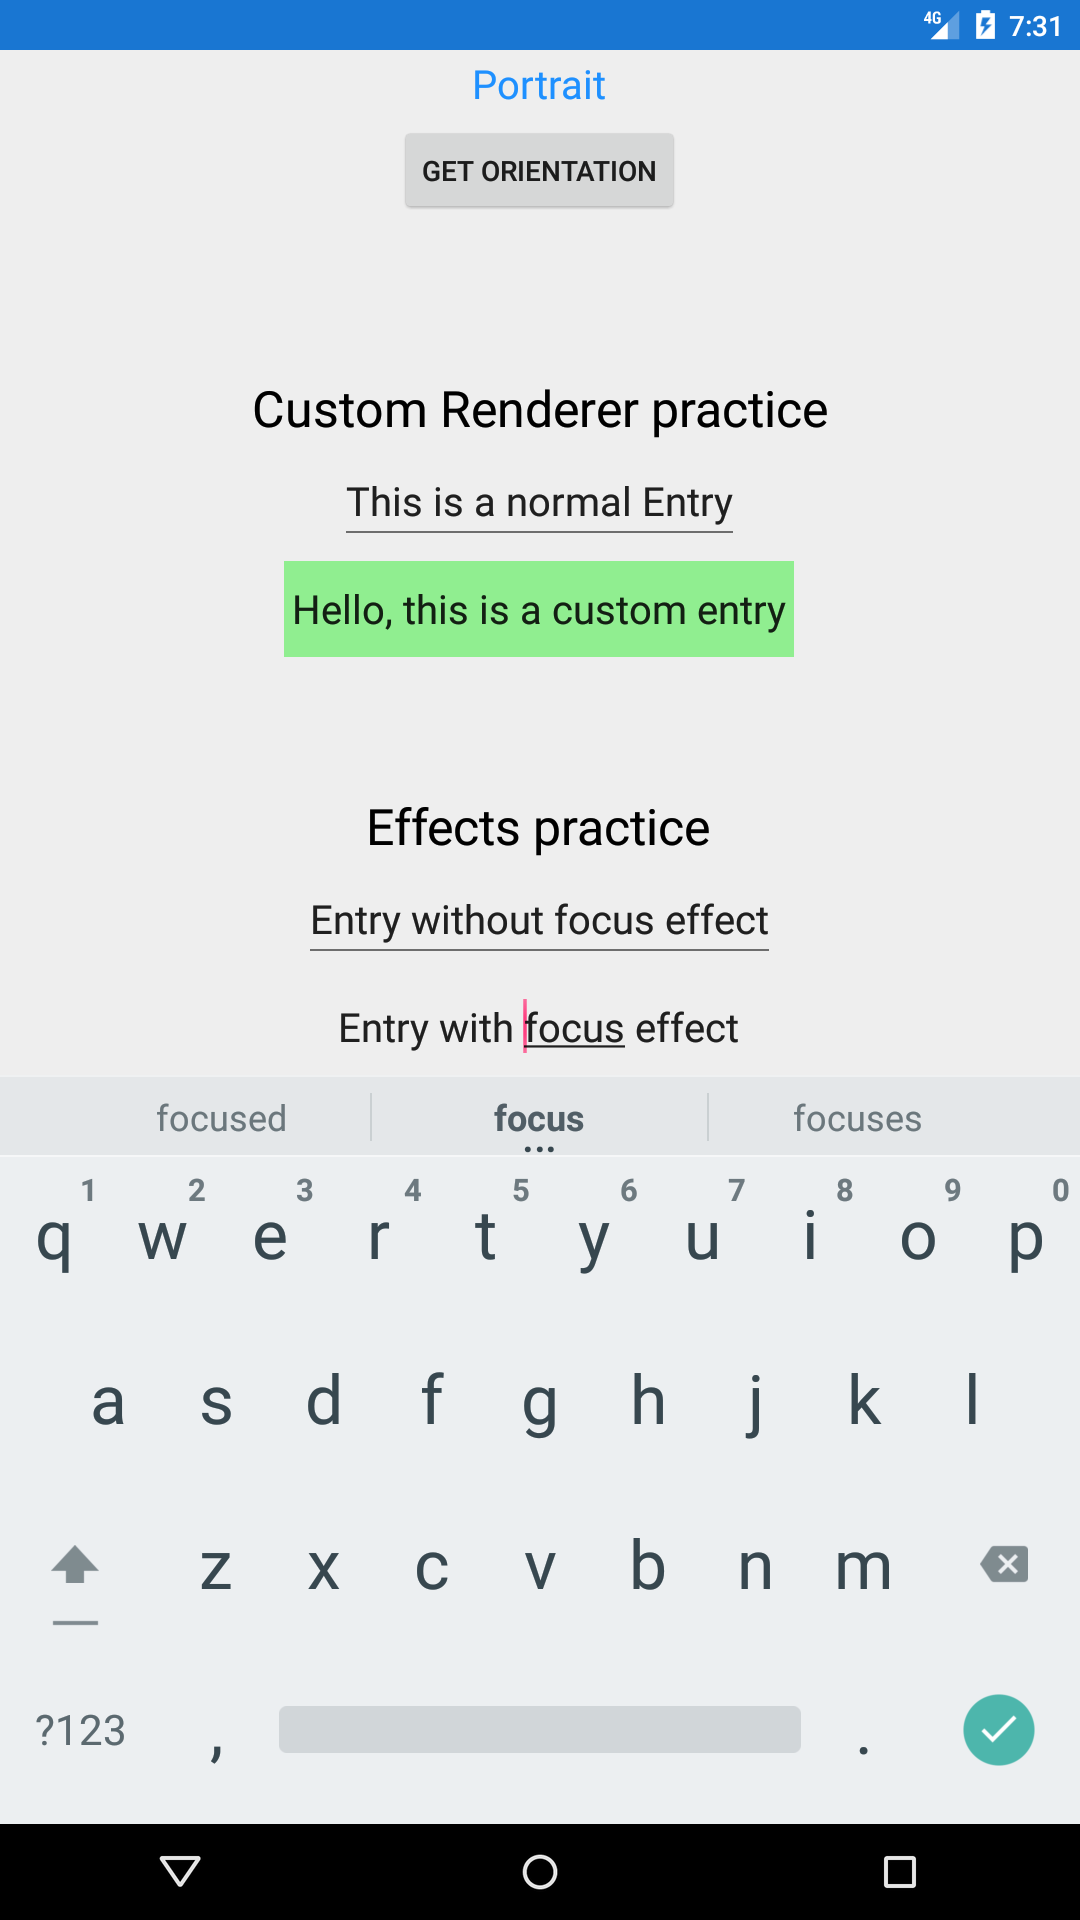 4G 7:31
Portrait
GET ORIENTATION
Custom Renderer practice
This is a normal Entry
Hello, this is a custom entry
Effects practice
Entry without focus effect
Entry with focus effect
focused focus focuses
1 2 3 4 5 6 7 8 9 0
q w e r t y u i o p
a s d f g h j k l
z x c v b n m
?123 , .